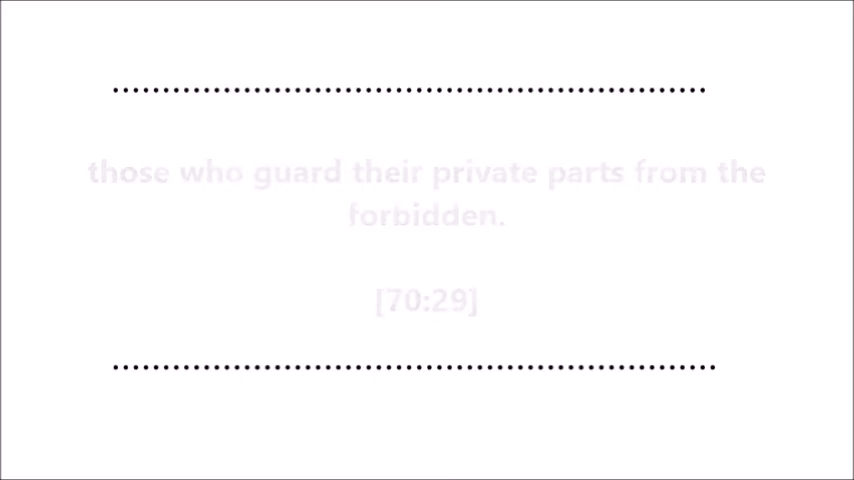 those who guard their private parts from the
forbidden.
[70:29]